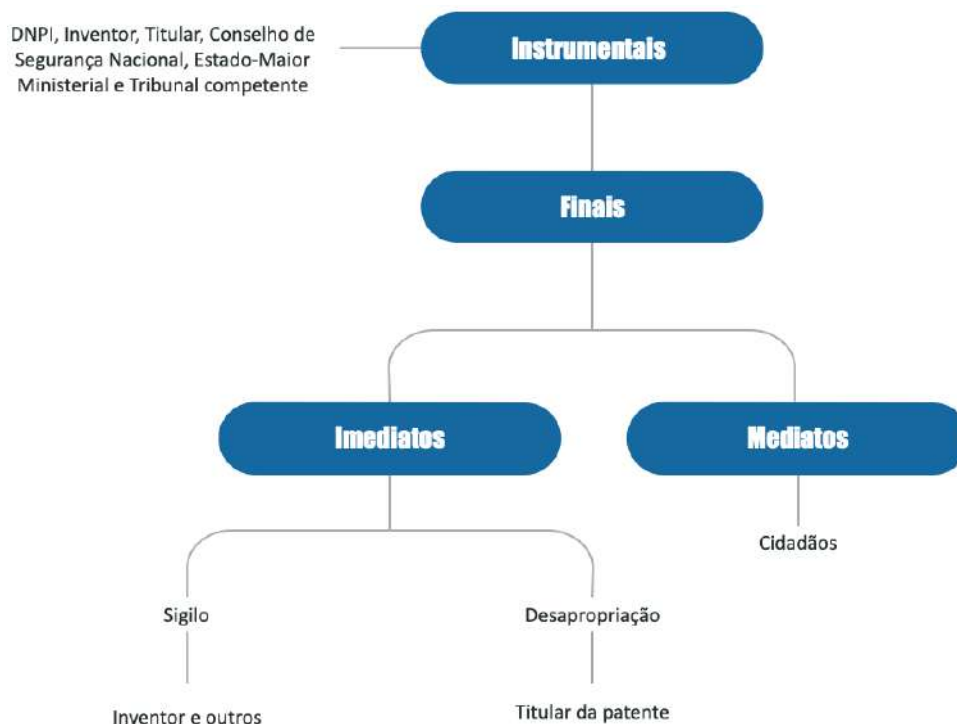 DNPI, Inventor, Titular, Conselho de
Segurança Nacional, Estado-Maior
Ministerial e Tribunal competente
Instrumentais
Finais
Imediatos
Mediatos
Cidadãos
Sigilo
Desapropriação
Inventor e outros
Titular da patente